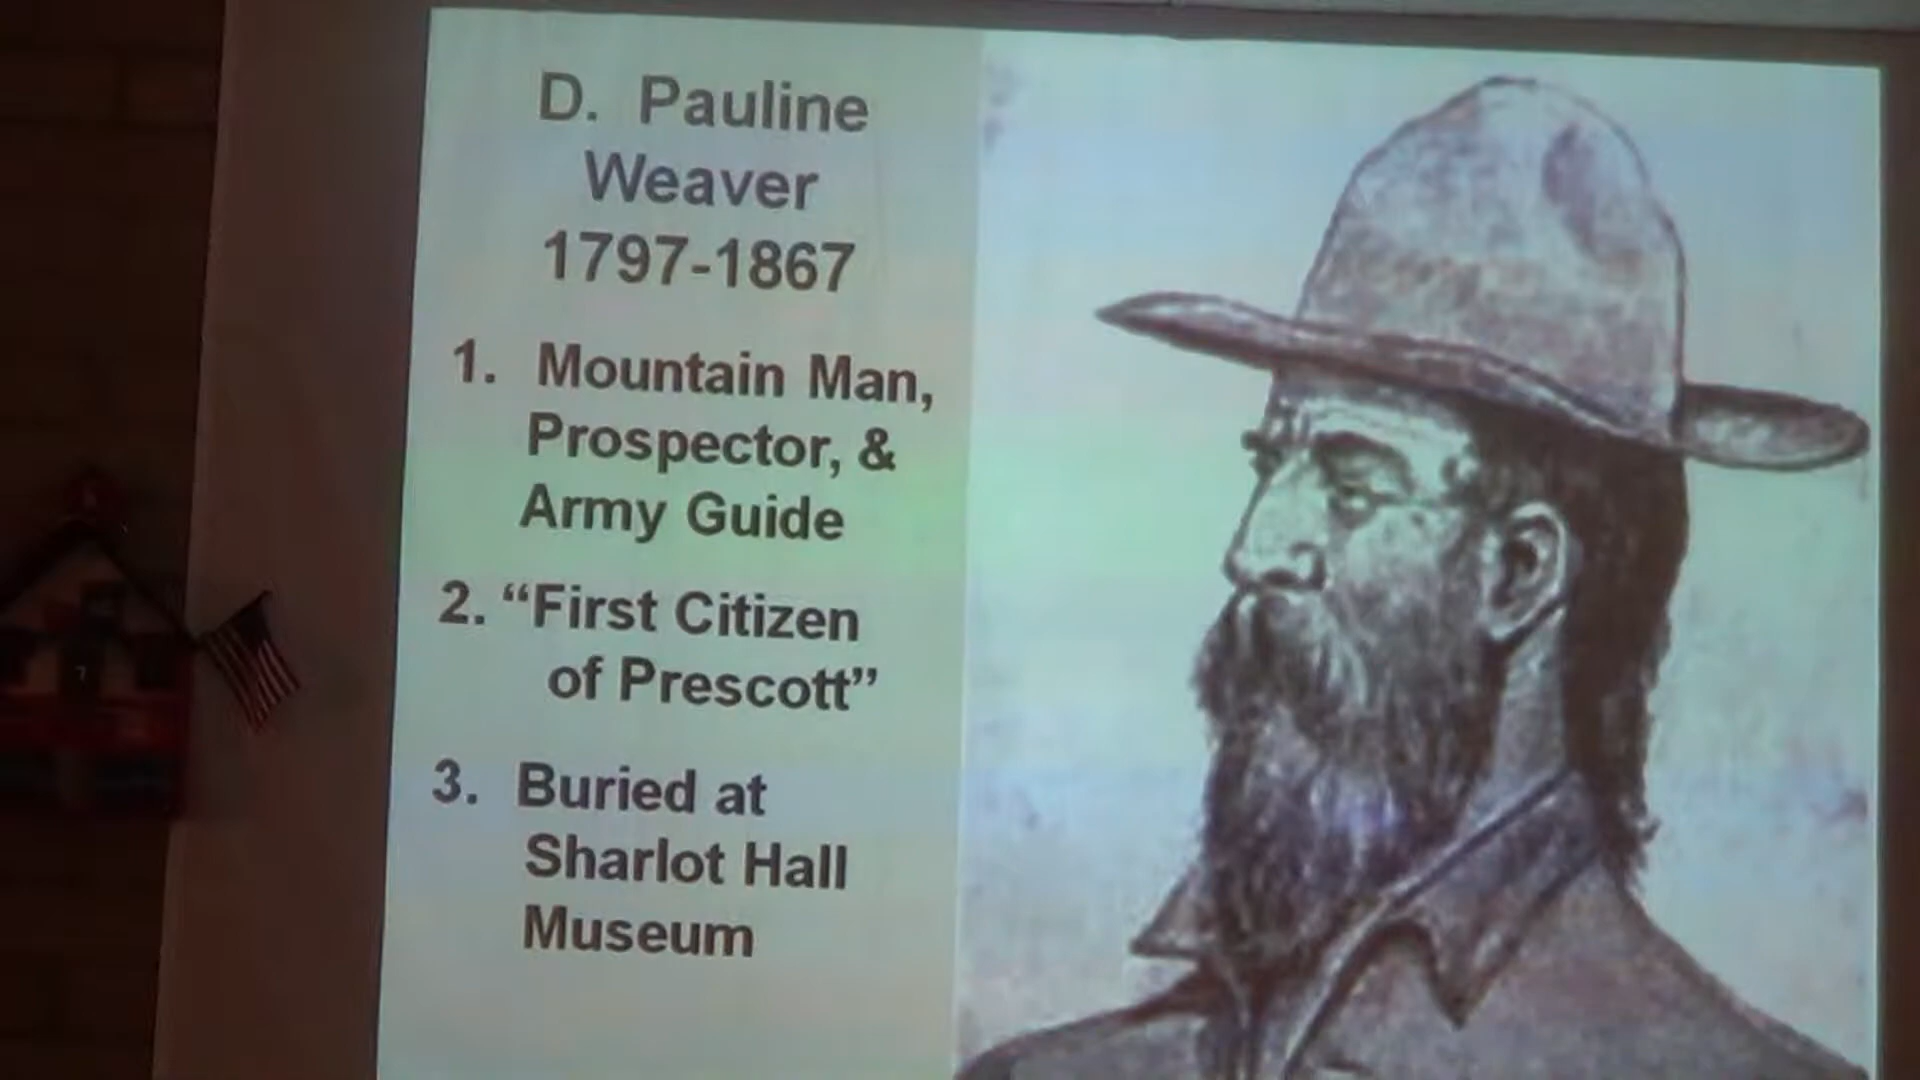 D. Pauline
Weaver
1797-1867
1. Mountain Man,
Prospector, &
Army Guide
2. “First Citizen
of Prescott”
3. Buried at
Sharlot Hall
Museum